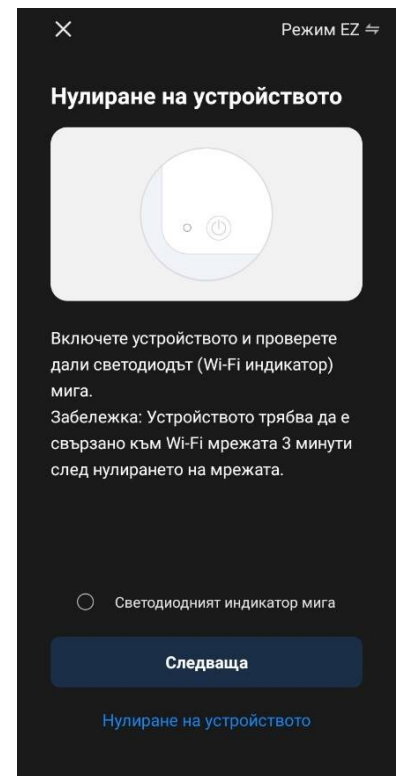 Режим EZ ⇋
Нулиране на устройството
Включете устройството и проверете
дали светодиодът (Wi-Fi индикатор)
мига.
Забележка: Устройството трябва да е
свързано към Wi-Fi мрежата 3 минути
след нулирането на мрежата.
Светодиодният индикатор мига
Следваща
Нулиране на устройството